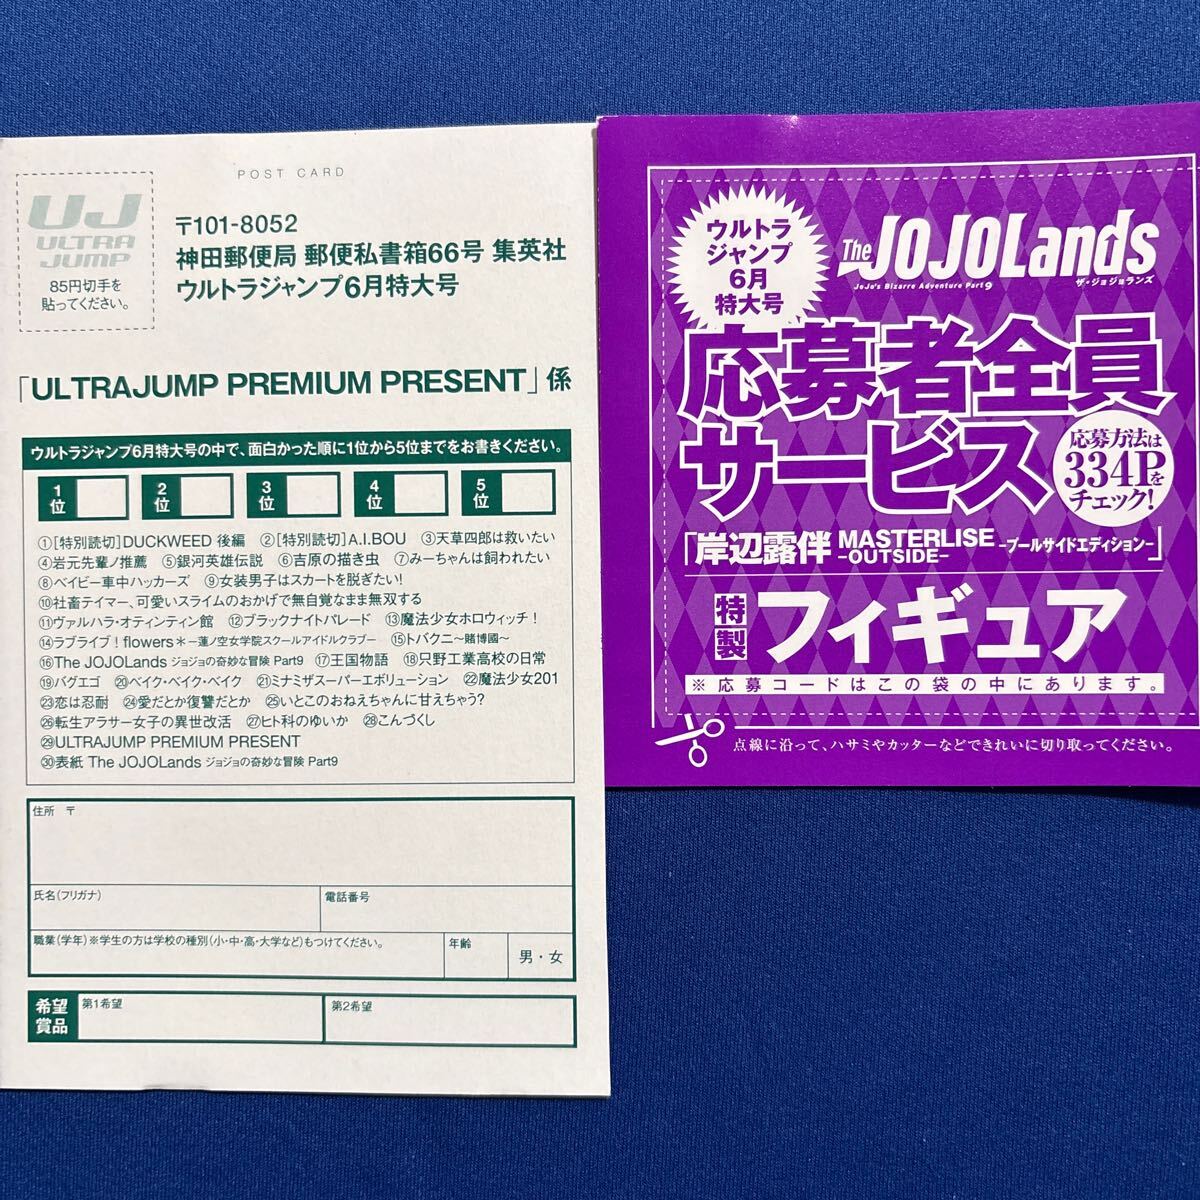 POST CARD
UJ
ULTRA
JUMP
85円切手を
貼ってください。
〒101-8052
神田郵便局 郵便私書箱66号 集英社
ウルトラジャンプ6月特大号
「ULTRAJUMP PREMIUM PRESENT」係
ウルトラジャンプ6月特大号の中で、面白かった順に1位から5位までをお書きください。
1位 2位 3位 4位 5位
①[特別読切]DUCKWEED 後編 ②[特別読切]A.I.BOU ③天草四郎は救いたい
④岩元先輩ノ推薦 ⑤銀河英雄伝説 ⑥吉原の描き虫 ⑦みーちゃんは飼われたい
⑧ベイビー車中ハッカーズ ⑨女装男子はスカートを脱ぎたい!
⑩社畜テイマー、可愛いスライムのおかげで無自覚なまま無双する
⑪ヴァルハラ・オティンティン館 ⑫ブラックナイトパレード ⑬魔法少女ホロウィッチ!
⑭ラブライブ!flowers＊－蓮ノ空女学院スクールアイドルクラブー ⑮トバクニ～賭博國～
⑯The JOJOLands ジョジョの奇妙な冒険 Part9 ⑰王国物語 ⑱只野工業高校の日常
⑲バグエゴ ⑳ベイク・ベイク・ベイク ㉑ミナミザスーパーエボリューション ㉒魔法少女201
㉓恋は忍耐 ㉔愛だとか復讐だとか ㉕いとこのおねえちゃんに甘えちゃう?
㉖転生アラサー女子の異世改活 ㉗ヒト科のゆいか ㉘こんづくし
㉙ULTRAJUMP PREMIUM PRESENT
㉚表紙 The JOJOLands ジョジョの奇妙な冒険 Part9
住所 〒
氏名(フリガナ) 電話番号
職業(学年)※学生の方は学校の種別(小・中・高・大学など)もつけてください。 年齢 男・女
希望賞品 第1希望 第2希望
ウルトラ
ジャンプ
6月
特大号
The JOJOLands
JoJo's Bizarre Adventure Part9 ザ・ジョジョランズ
応募者全員
サービス
応募方法は
334Pを
チェック!
「岸辺露伴 MASTERLISE -OUTSIDE- -プールサイドエディション-」
特製 フィギュア
※応募コードはこの袋の中にあります。
点線に沿って、ハサミやカッターなどできれいに切り取ってください。